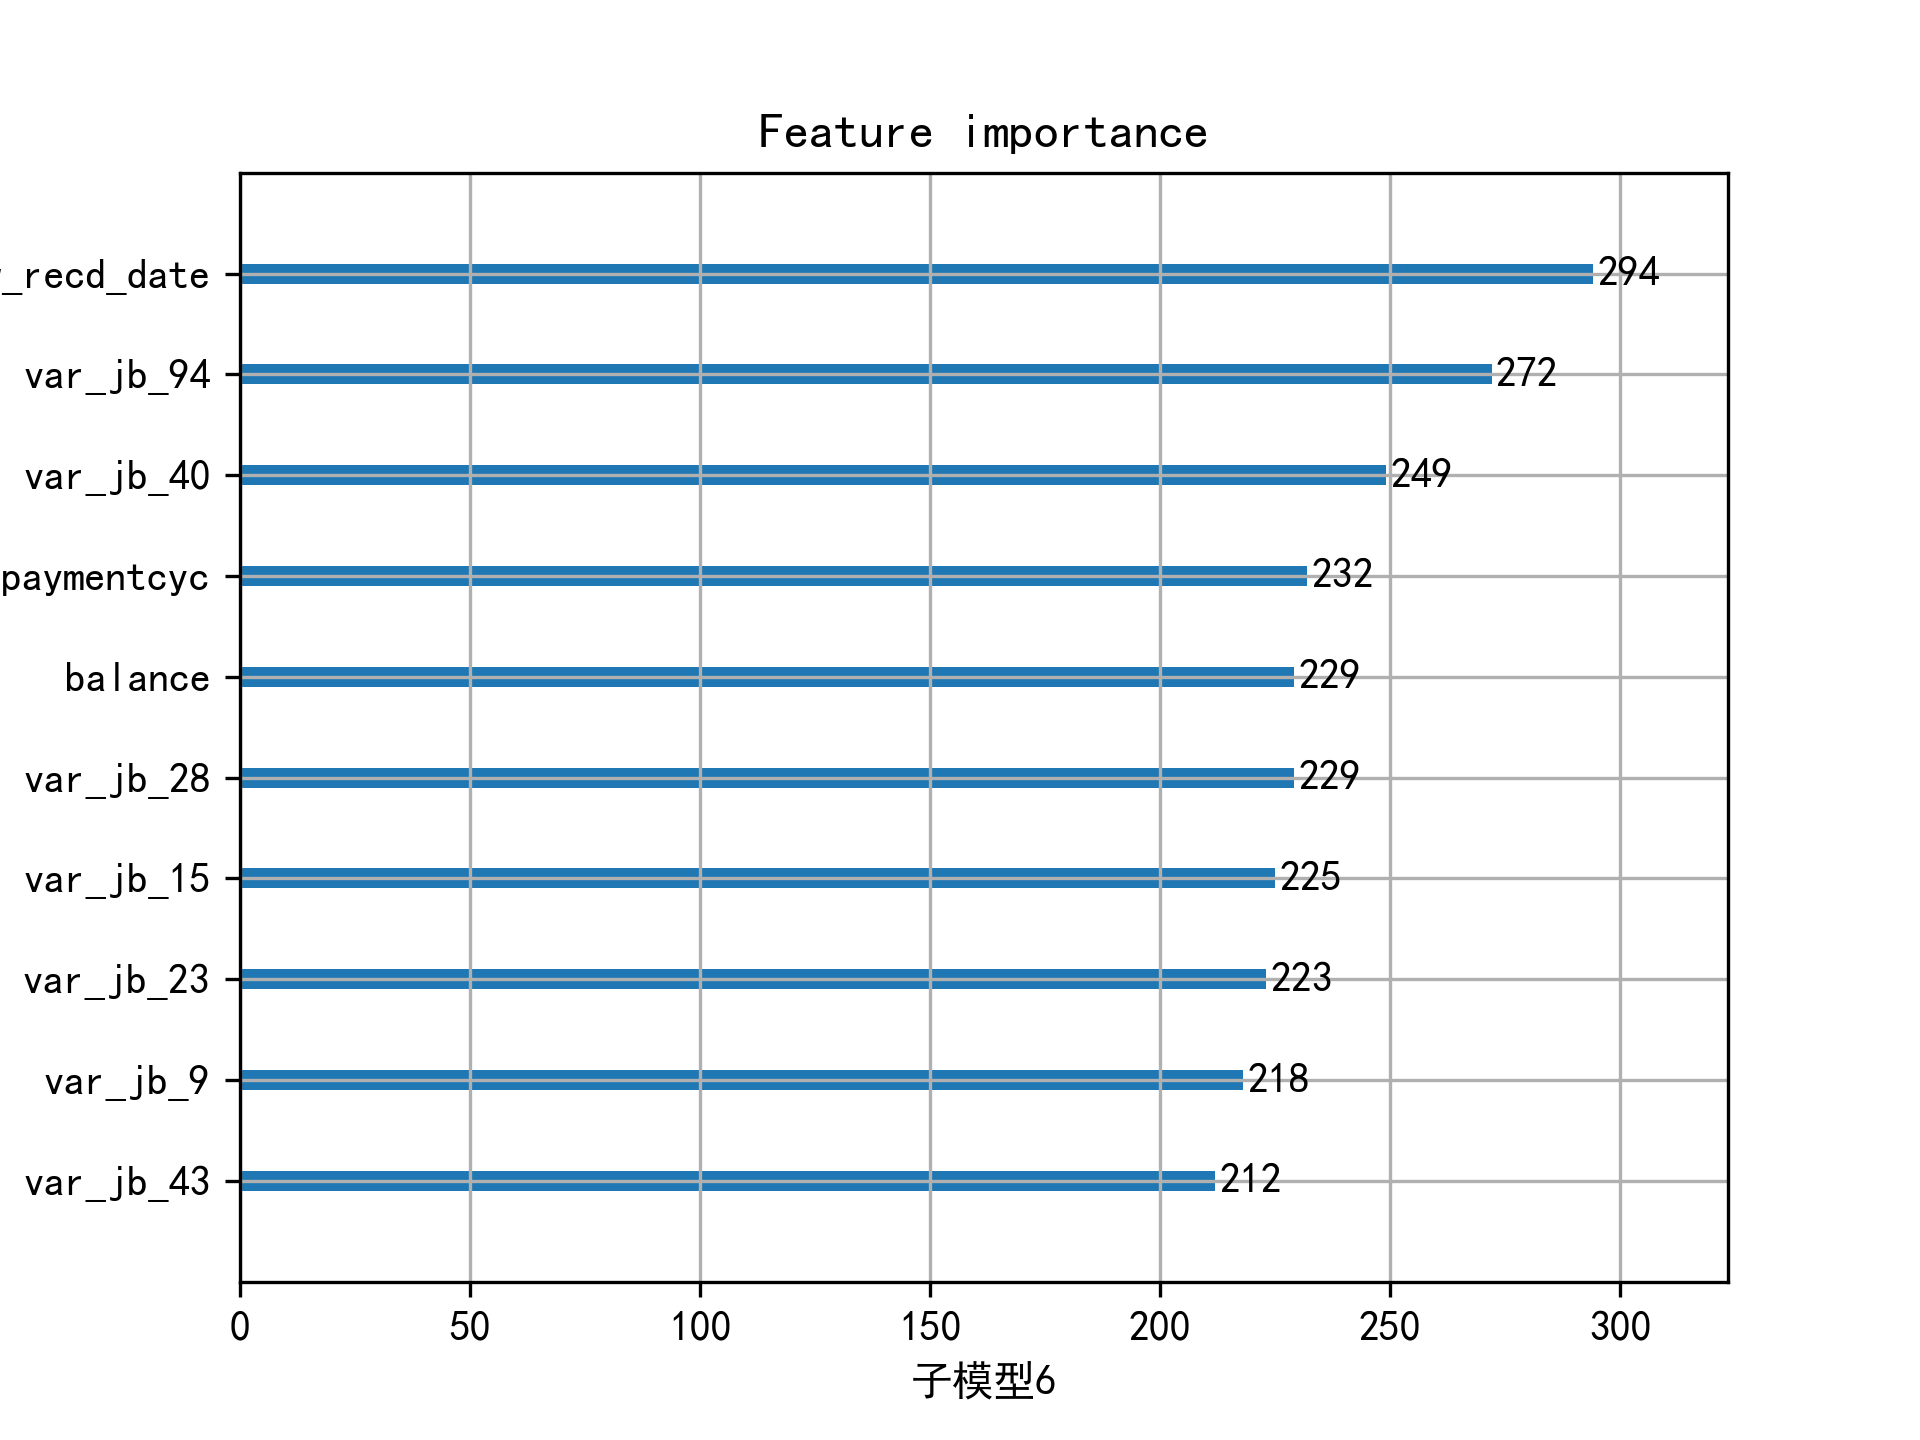 Feature importance
_recd_date 294
var_jb_94 272
var_jb_40 249
paymentcyc 232
balance 229
var_jb_28 229
var_jb_15 225
var_jb_23 223
var_jb_9 218
var_jb_43 212
0 50 100 150 200 250 300
子模型6